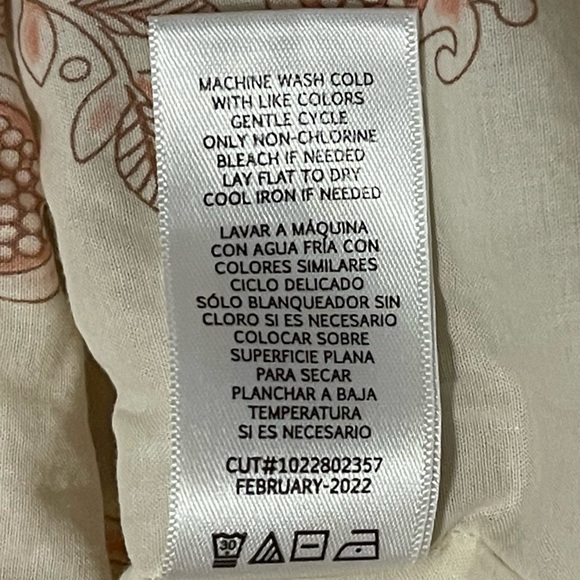 MACHINE WASH COLD
WITH LIKE COLORS
GENTLE CYCLE
ONLY NON-CHLORINE
BLEACH IF NEEDED
LAY FLAT TO DRY
COOL IRON IF NEEDED
LAVAR A MÁQUINA
CON AGUA FRÍA CON
COLORES SIMILARES
CICLO DELICADO
SÓLO BLANQUEADOR SIN
CLORO SI ES NECESARIO
COLOCAR SOBRE
SUPERFICIE PLANA
PARA SECAR
PLANCHAR A BAJA
TEMPERATURA
SI ES NECESARIO
CUT#1022802357
FEBRUARY-2022
30